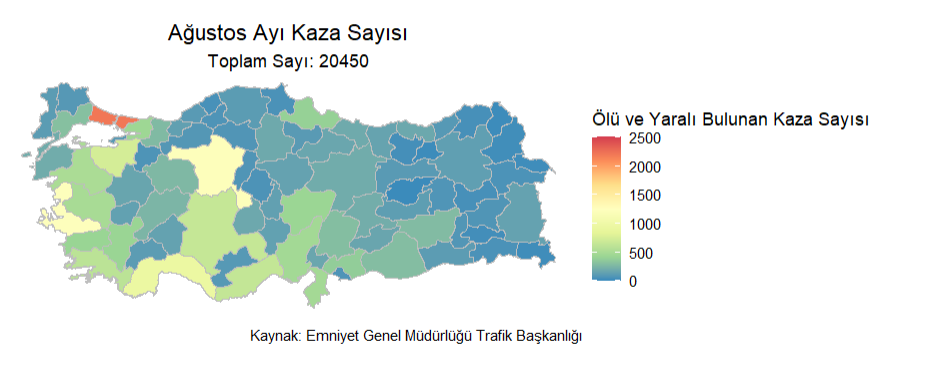 Ağustos Ayı Kaza Sayısı
Toplam Sayı: 20450
Ölü ve Yaralı Bulunan Kaza Sayısı
2500
2000
1500
1000
500
0
Kaynak: Emniyet Genel Müdürlüğü Trafik Başkanlığı